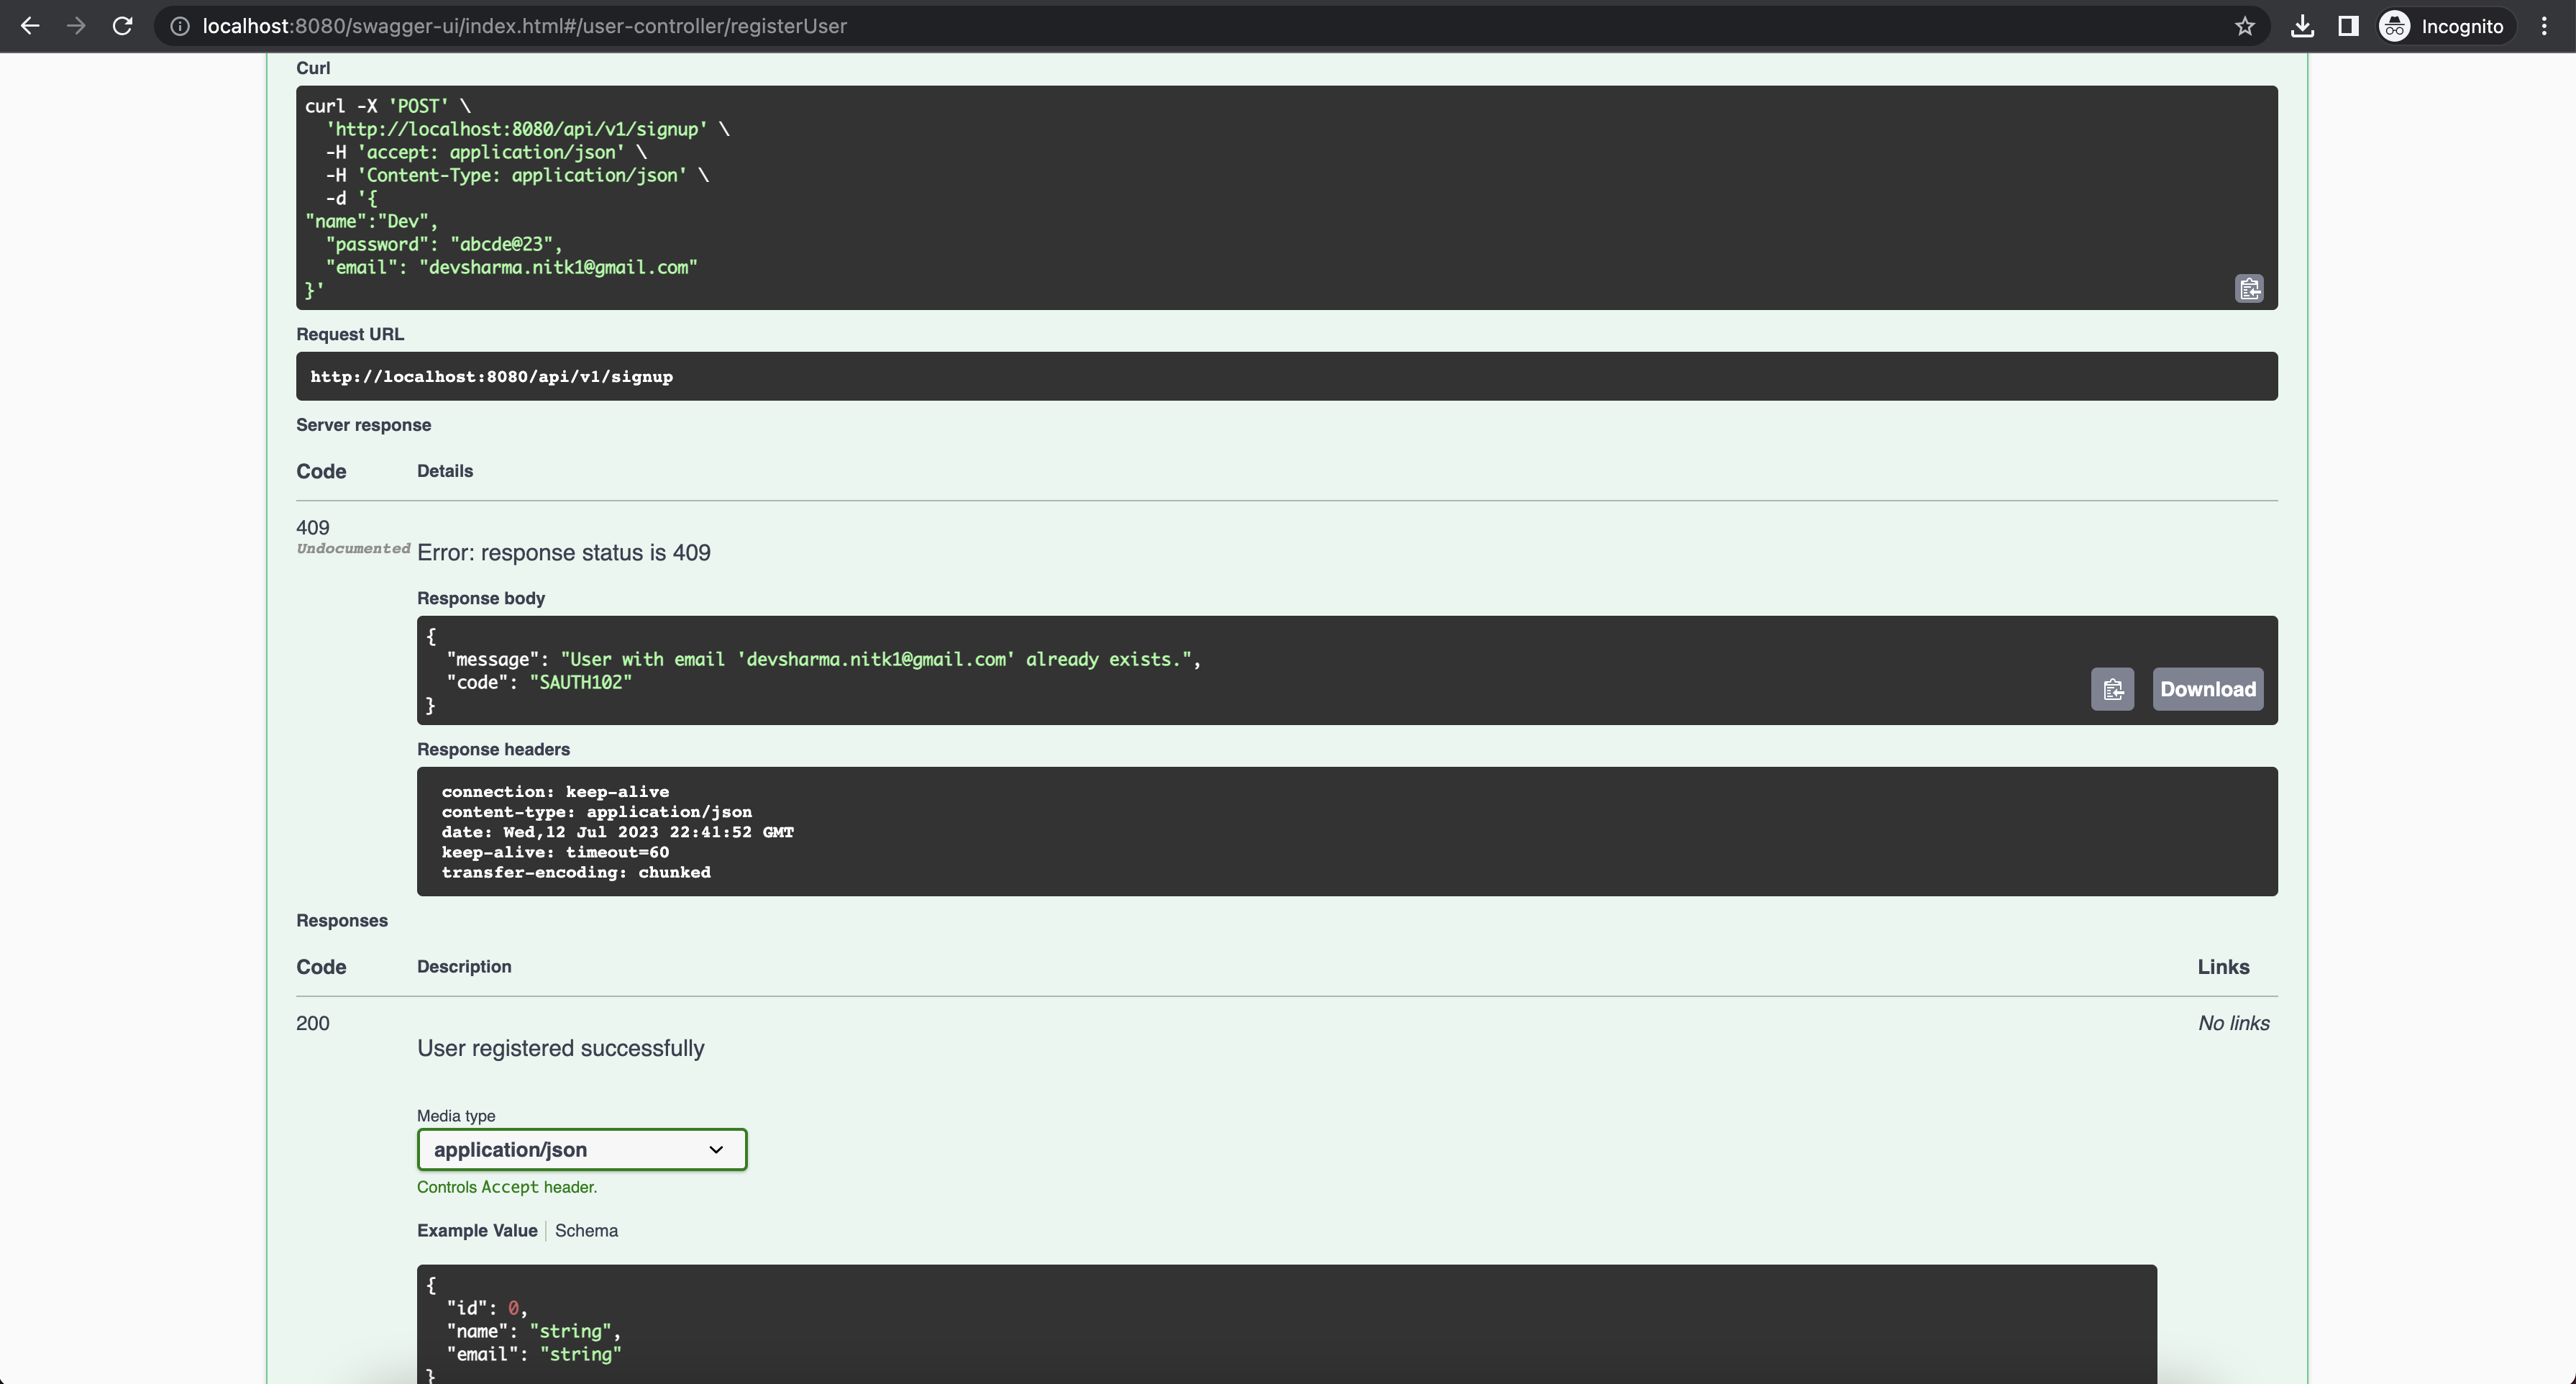 localhost:8080/swagger-ui/index.html#/user-controller/registerUser
Incognito
Curl
curl -X 'POST' \
  'http://localhost:8080/api/v1/signup' \
  -H 'accept: application/json' \
  -H 'Content-Type: application/json' \
  -d '{
"name":"Dev",
  "password": "abcde@23",
  "email": "devsharma.nitk1@gmail.com"
}'
Request URL
http://localhost:8080/api/v1/signup
Server response
Code Details
409
Undocumented
Error: response status is 409
Response body
{
  "message": "User with email 'devsharma.nitk1@gmail.com' already exists.",
  "code": "SAUTH102"
}
Download
Response headers
connection: keep-alive
content-type: application/json
date: Wed,12 Jul 2023 22:41:52 GMT
keep-alive: timeout=60
transfer-encoding: chunked
Responses
Code Description Links
200 No links
User registered successfully
Media type
application/json
Controls Accept header.
Example Value Schema
{
  "id": 0,
  "name": "string",
  "email": "string"
}